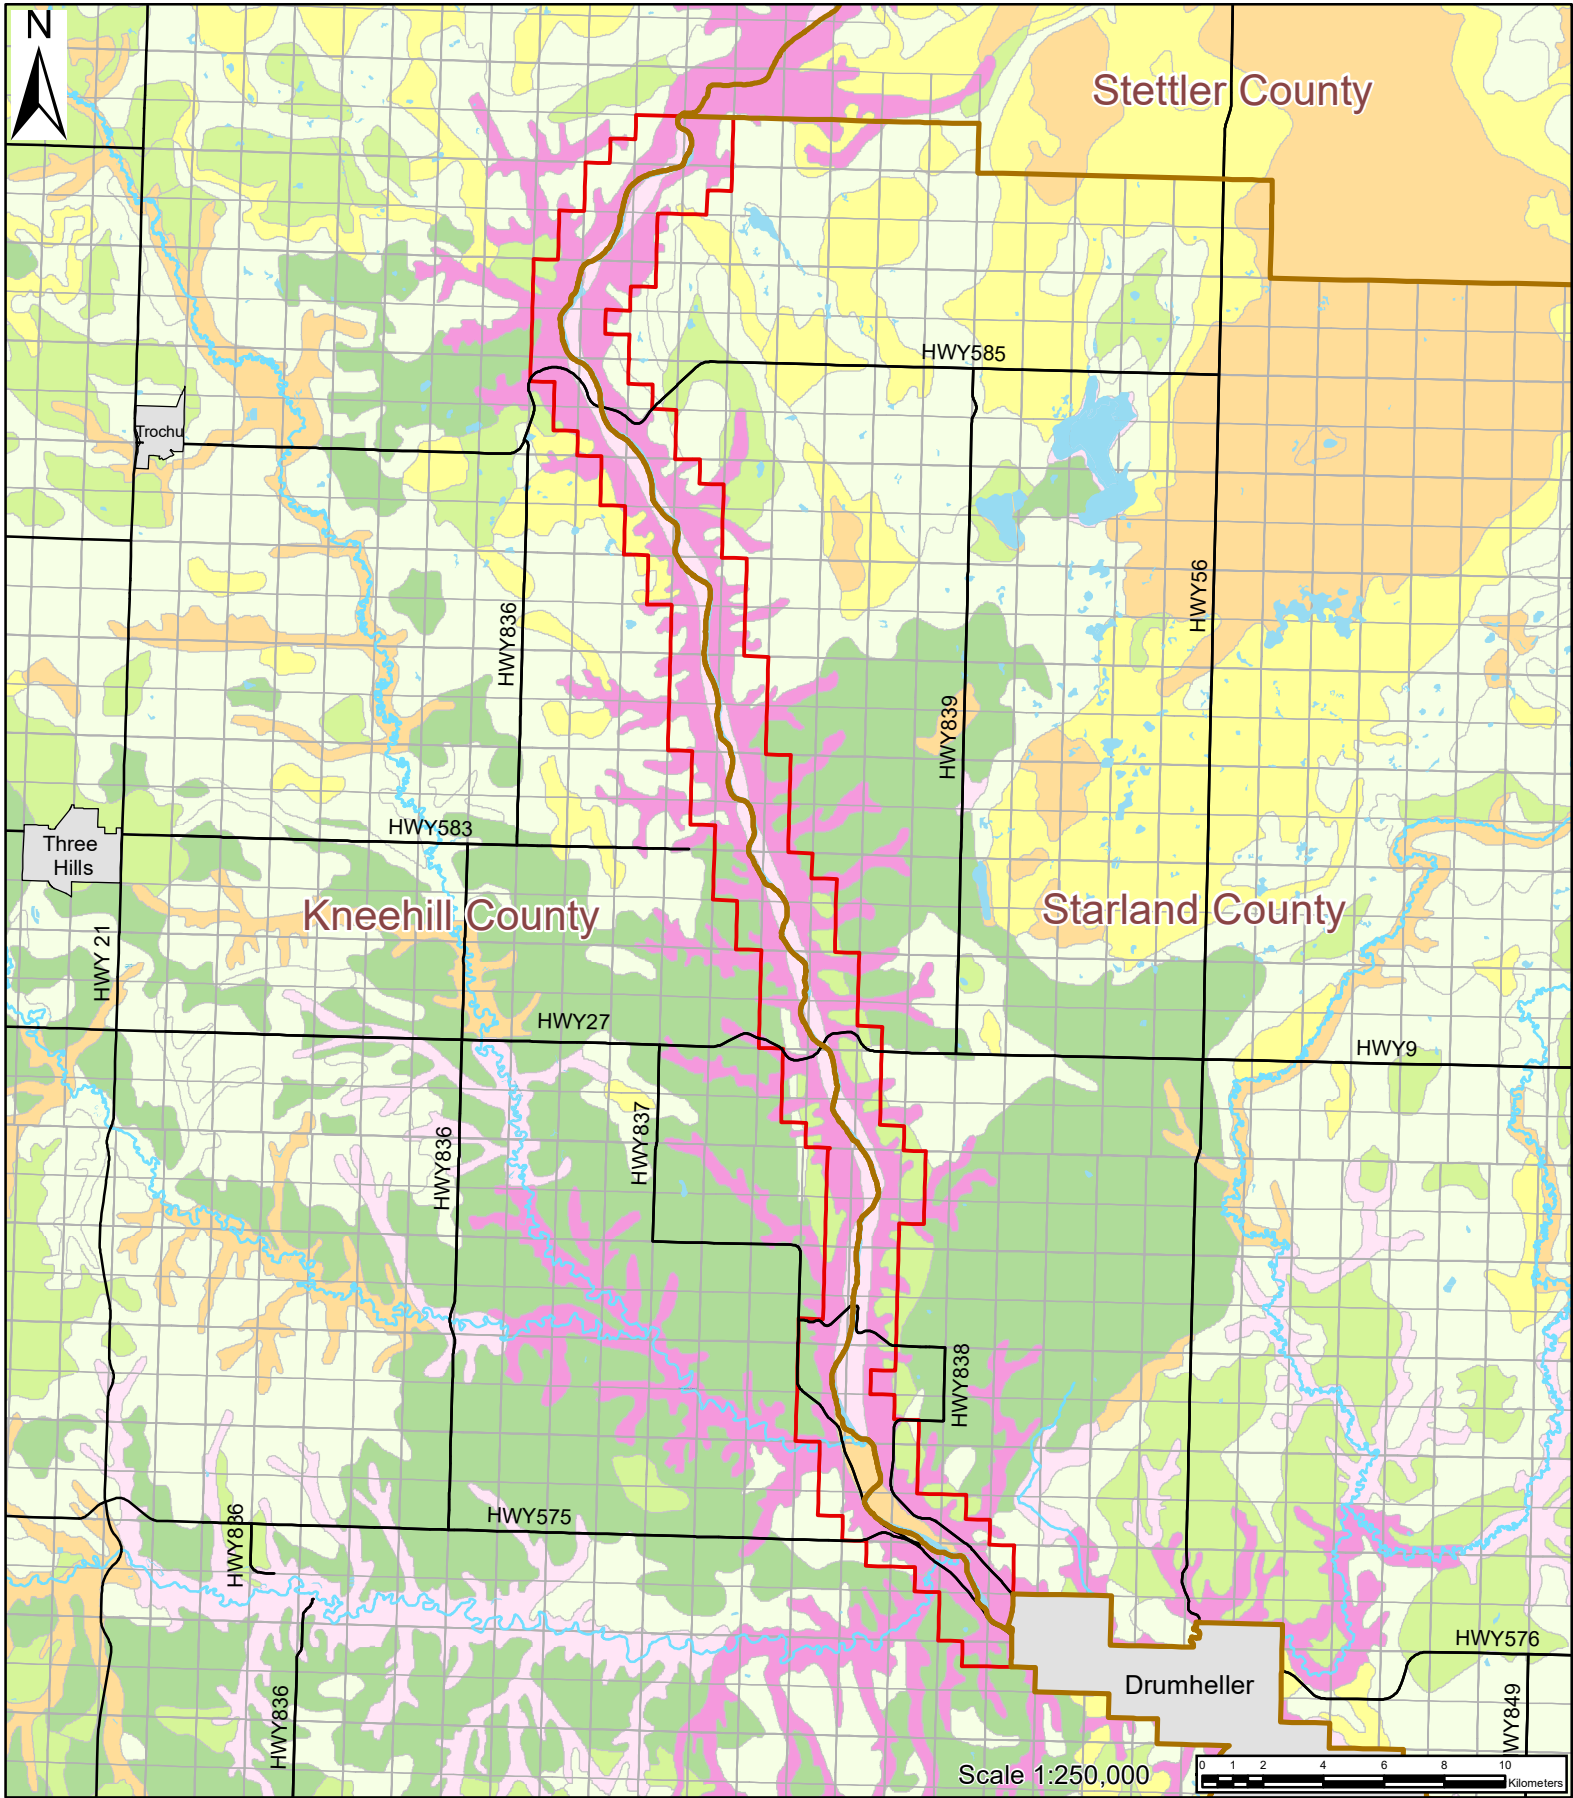 N
Stettler County
HWY585
Trochu
HWY56
HWY836
HWY839
HWY583
Three
Hills
Kneehill County
Starland County
HWY 21
HWY27
HWY9
HWY837
HWY836
HWY838
HWY575
HWY836
HWY576
Drumheller
HWY836
WY849
Scale 1:250,000
0 1 2 4 6 8 10
Kilometers